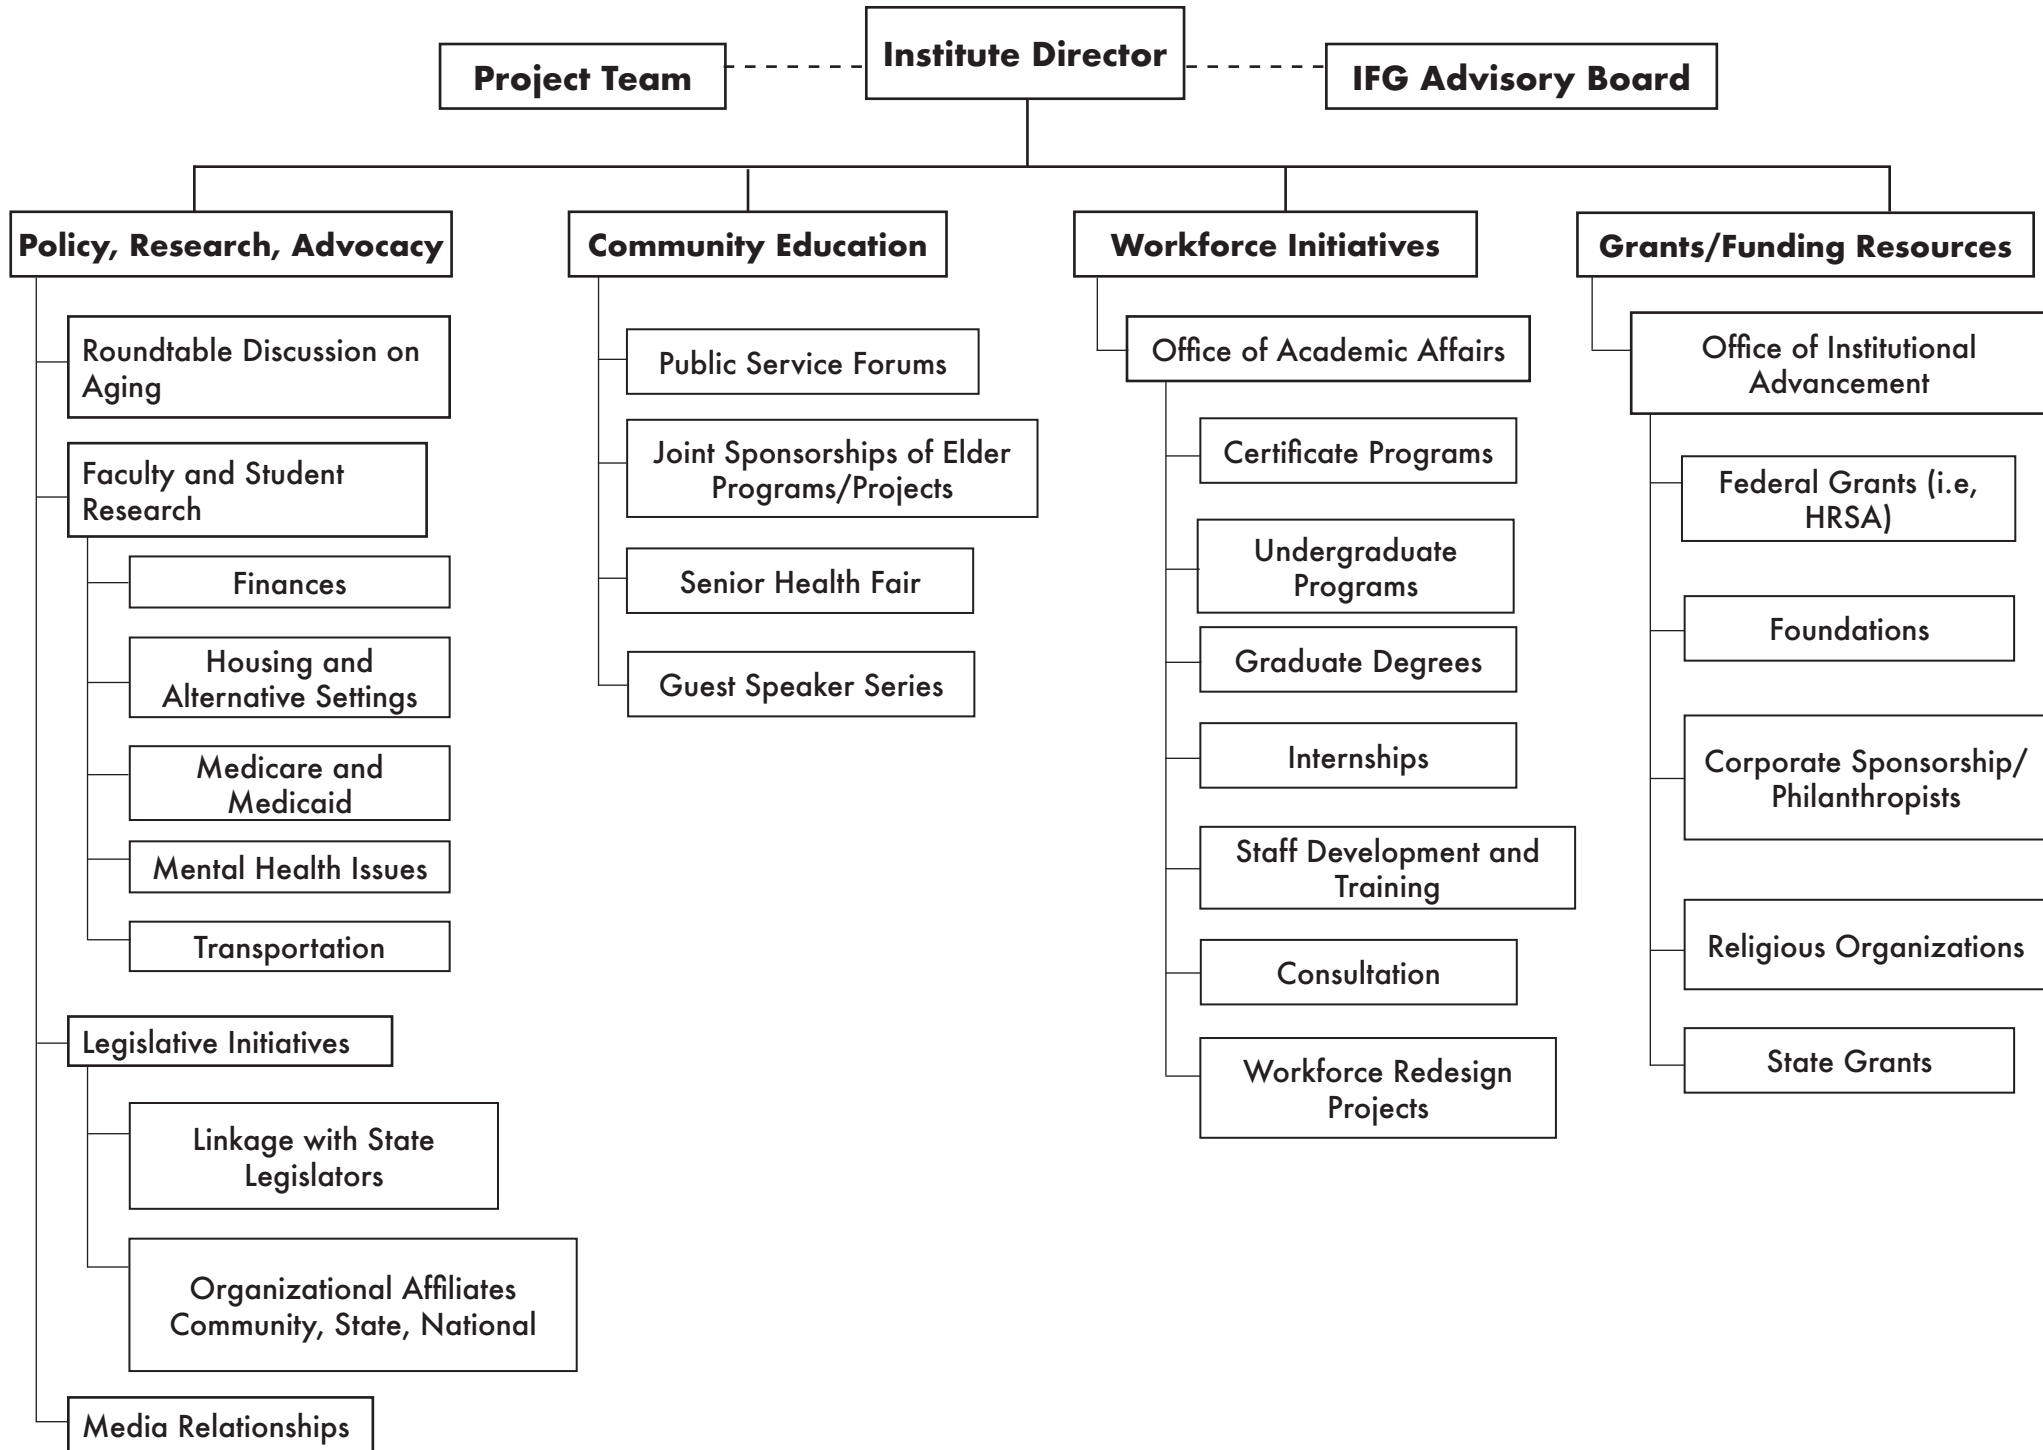 Institute Director
Project Team
IFG Advisory Board
Policy, Research, Advocacy
Roundtable Discussion on
Aging
Faculty and Student
Research
Finances
Housing and
Alternative Settings
Medicare and
Medicaid
Mental Health Issues
Transportation
Legislative Initiatives
Linkage with State
Legislators
Organizational Affiliates
Community, State, National
Media Relationships
Community Education
Public Service Forums
Joint Sponsorships of Elder
Programs/Projects
Senior Health Fair
Guest Speaker Series
Workforce Initiatives
Office of Academic Affairs
Certificate Programs
Undergraduate
Programs
Graduate Degrees
Internships
Staff Development and
Training
Consultation
Workforce Redesign
Projects
Grants/Funding Resources
Office of Institutional
Advancement
Federal Grants (i.e,
HRSA)
Foundations
Corporate Sponsorship/
Philanthropists
Religious Organizations
State Grants